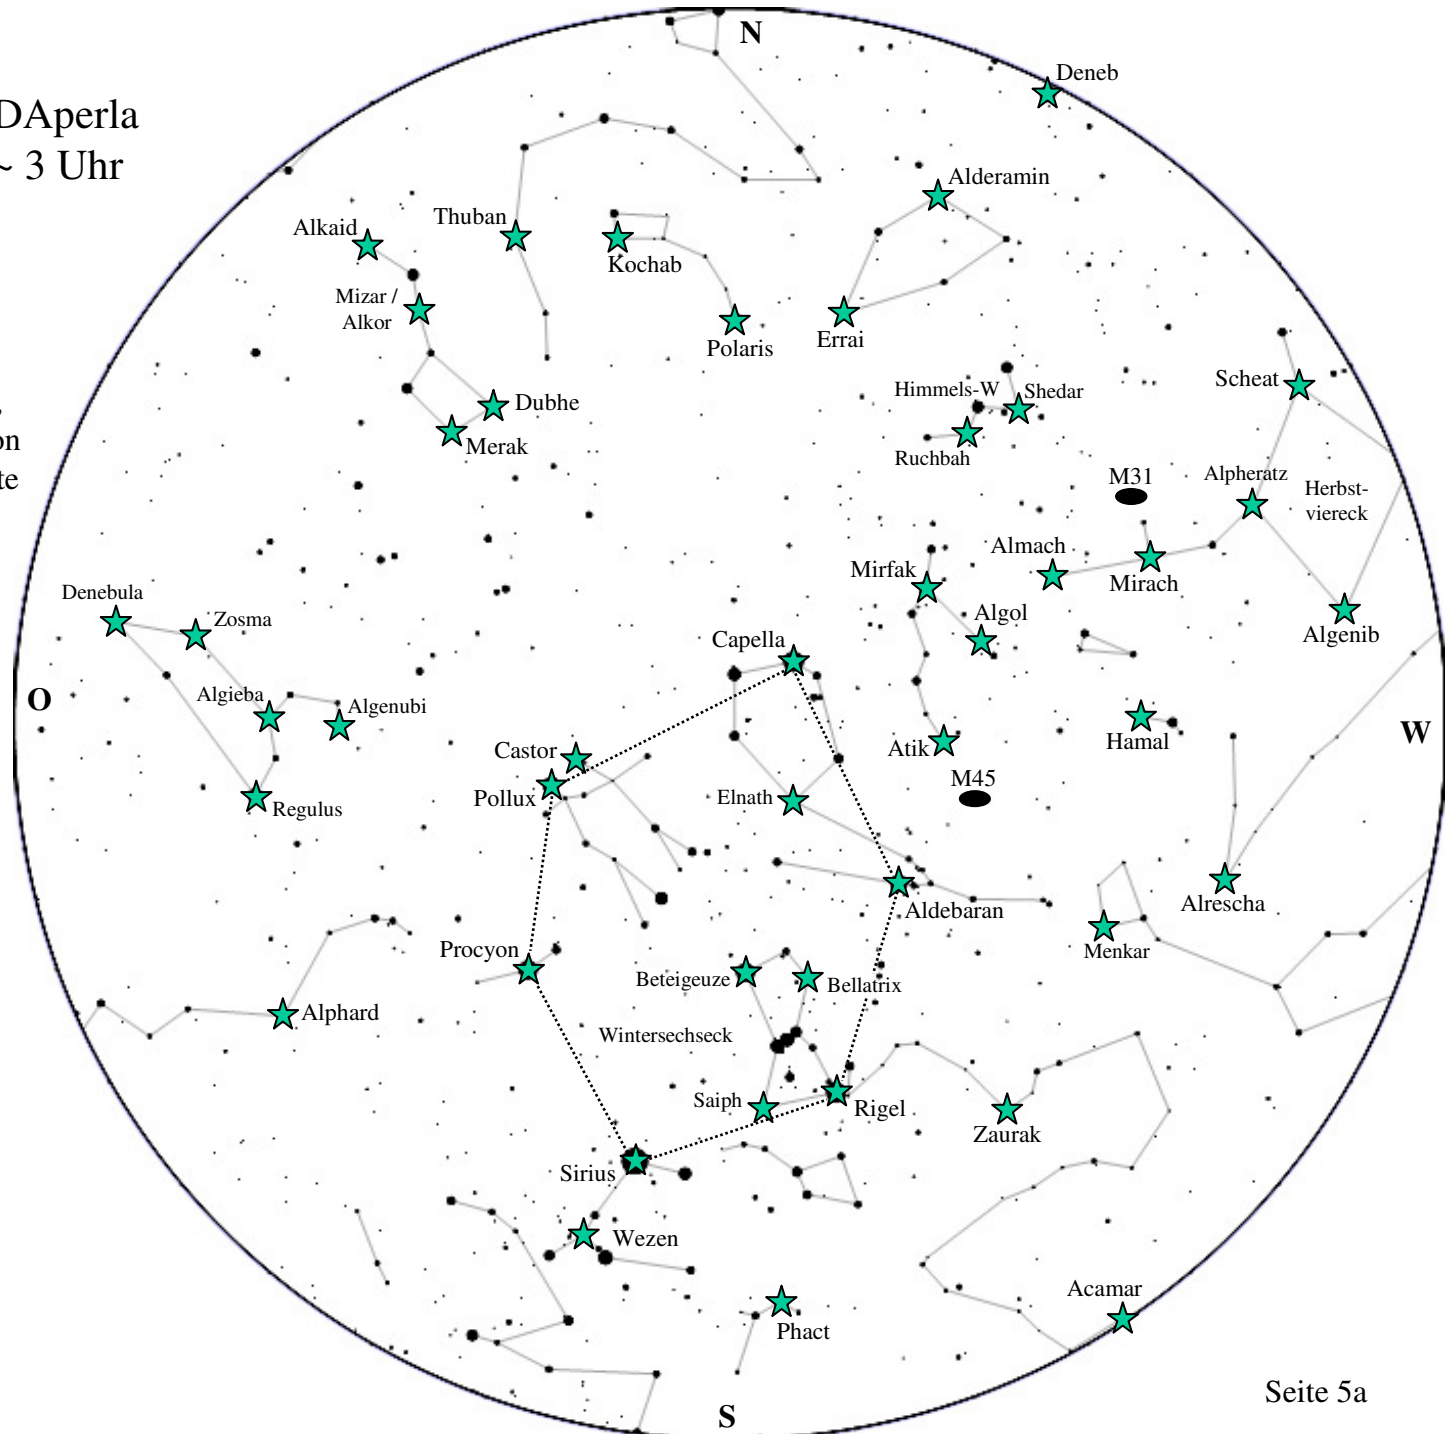 N
Deneb
DAperla
~ 3 Uhr
Alderamin
Thuban
Alkaid
Kochab
Mizar /
Alkor
Errai
Polaris
Scheat
Himmels-W
Shedar
Dubhe
on
Merak
Ruchbah
te
M31
Alpheratz
Herbst-
viereck
Almach
Mirfak
Mirach
Denebula
Zosma
Algol
Algenib
Capella
O
Algieba
Algenubi
W
Hamal
Atik
Castor
M45
Pollux
Elnath
Regulus
Alrescha
Aldebaran
Procyon
Menkar
Beteigeuze
Bellatrix
Alphard
Wintersechseck
Saiph
Rigel
Zaurak
Sirius
Wezen
Acamar
Phact
Seite 5a
S